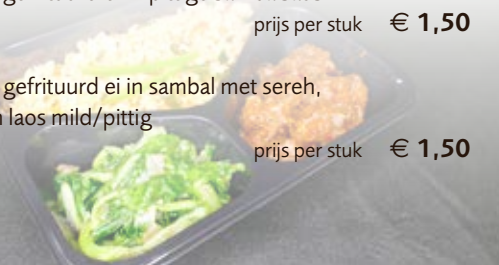 prijs per stuk € 1,50
gefrituurd ei in sambal met sereh,
laos mild/pittig
prijs per stuk € 1,50